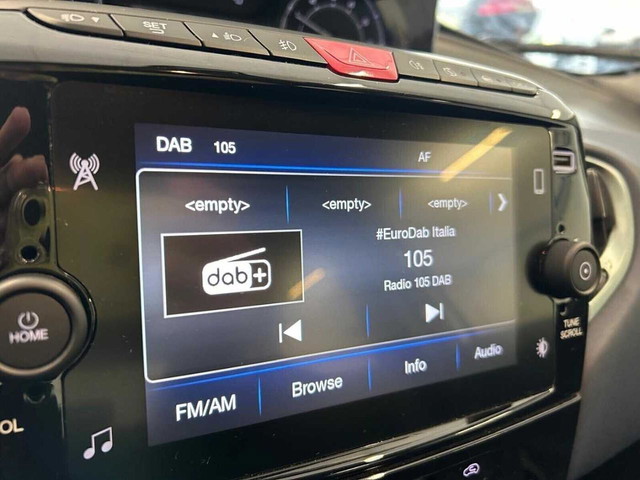 SET
DAB 105 AF
<empty> <empty> <empty>
#EuroDab Italia
105
Radio 105 DAB
dab+
FM/AM Browse Info Audio
HOME
OL
TUNE
SCROLL